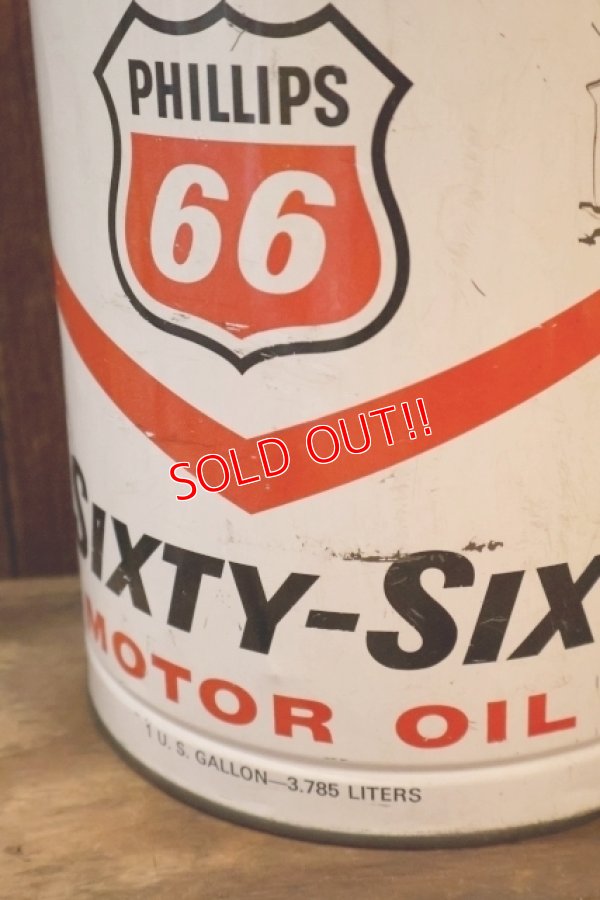 PHILLIPS
66
SOLD OUT!!
SIXTY-SIX
MOTOR OIL
1 U. S. GALLON—3.785 LITERS